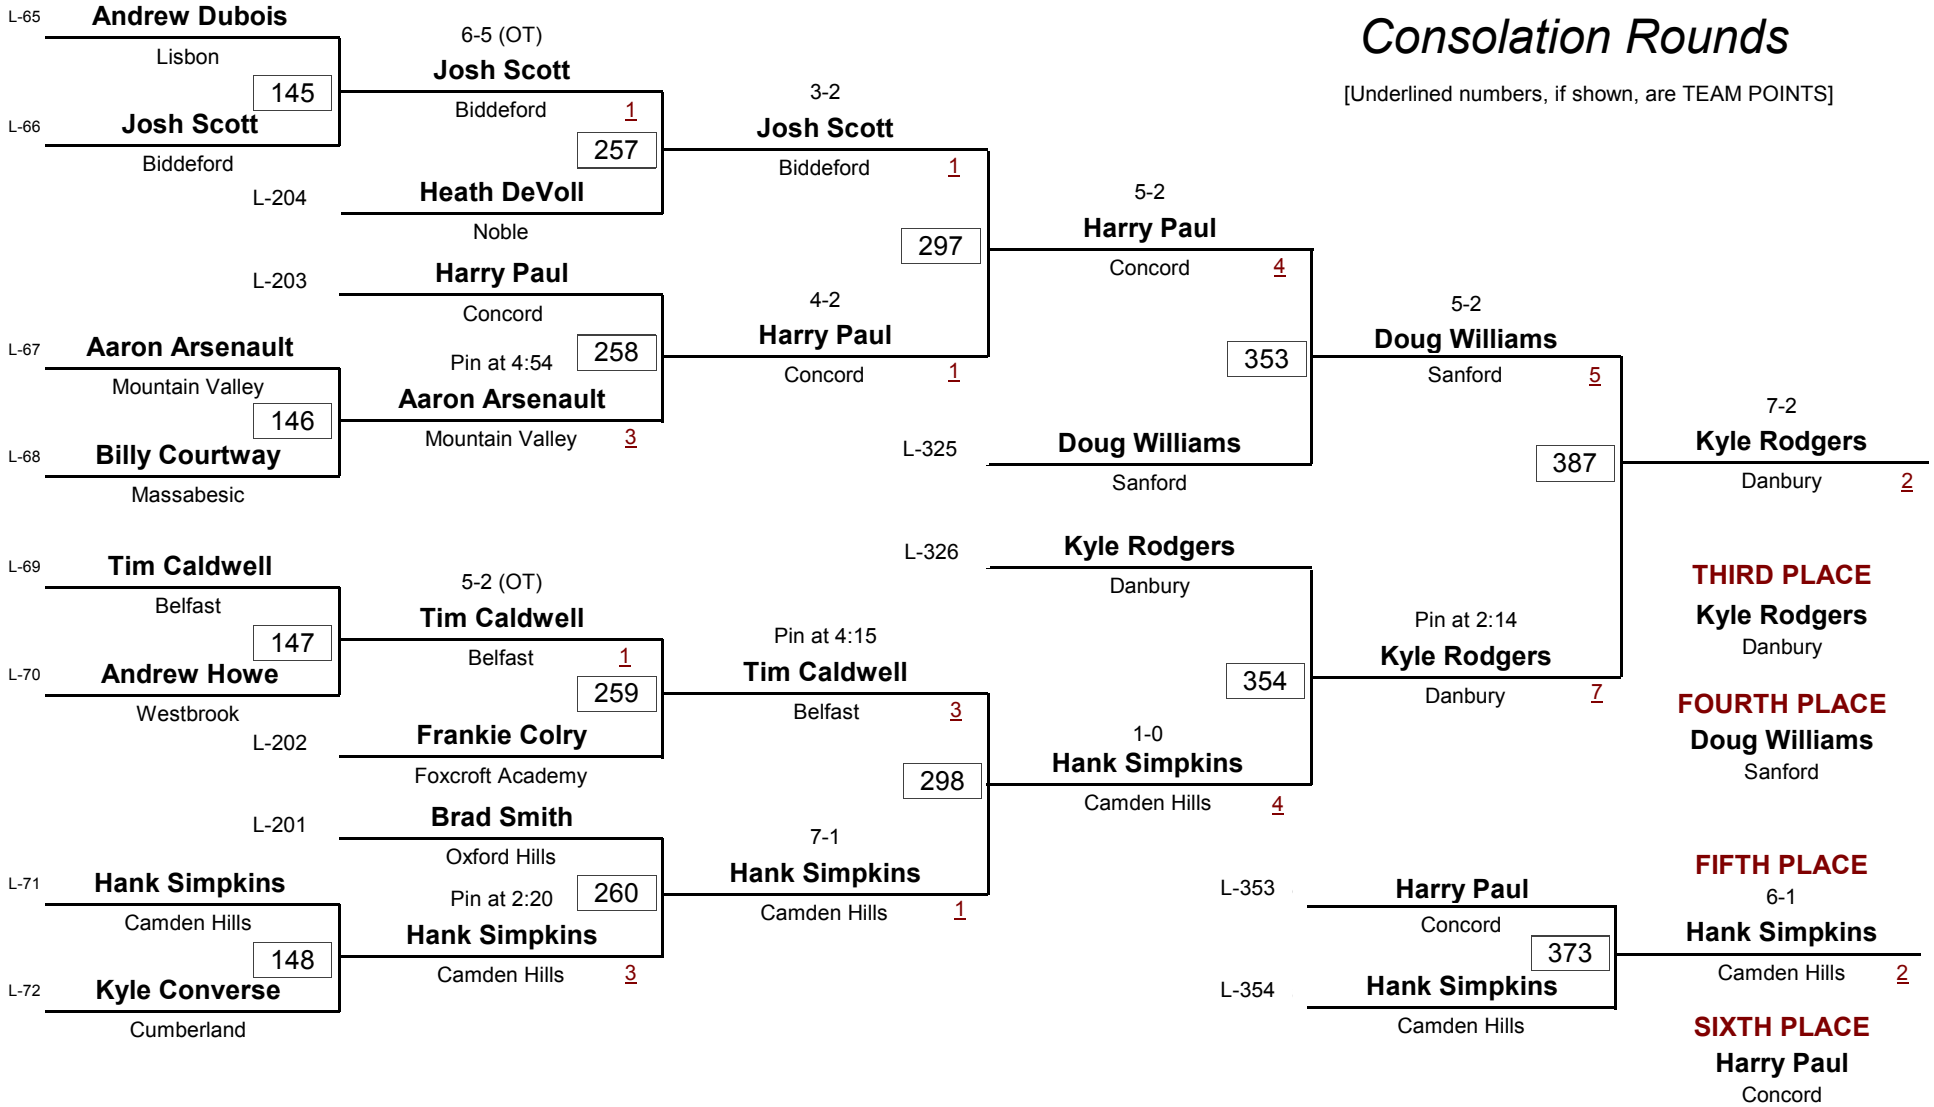 Consolation Rounds
[Underlined numbers, if shown, are TEAM POINTS]
L-65
Andrew Dubois
Lisbon
145
L-66
Josh Scott
Biddeford
6-5 (OT)
Josh Scott
Biddeford
1
257
L-204
Heath DeVoll
Noble
L-203
Harry Paul
Concord
258
L-67
Aaron Arsenault
Mountain Valley
146
L-68
Billy Courtway
Massabesic
Pin at 4:54
Aaron Arsenault
Mountain Valley
3
3-2
Josh Scott
Biddeford
1
297
4-2
Harry Paul
Concord
1
5-2
Harry Paul
Concord
4
353
L-325
Doug Williams
Sanford
5-2
Doug Williams
Sanford
5
387
7-2
Kyle Rodgers
Danbury
2
L-69
Tim Caldwell
Belfast
147
L-70
Andrew Howe
Westbrook
5-2 (OT)
Tim Caldwell
Belfast
1
259
L-202
Frankie Colry
Foxcroft Academy
L-201
Brad Smith
Oxford Hills
260
L-71
Hank Simpkins
Camden Hills
148
L-72
Kyle Converse
Cumberland
Pin at 2:20
Hank Simpkins
Camden Hills
3
Pin at 4:15
Tim Caldwell
Belfast
3
298
7-1
Hank Simpkins
Camden Hills
1
L-326
Kyle Rodgers
Danbury
354
1-0
Hank Simpkins
Camden Hills
4
Pin at 2:14
Kyle Rodgers
Danbury
7
THIRD PLACE
Kyle Rodgers
Danbury
FOURTH PLACE
Doug Williams
Sanford
L-353
Harry Paul
Concord
373
L-354
Hank Simpkins
Camden Hills
FIFTH PLACE
6-1
Hank Simpkins
Camden Hills
2
SIXTH PLACE
Harry Paul
Concord